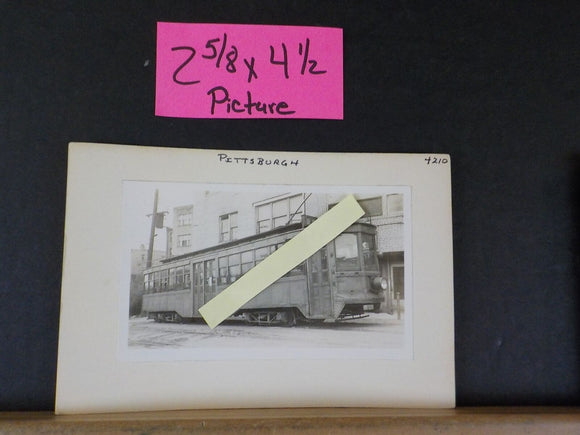 2 5/8 x 4 1/2
Picture
PITTSBURGH 4210